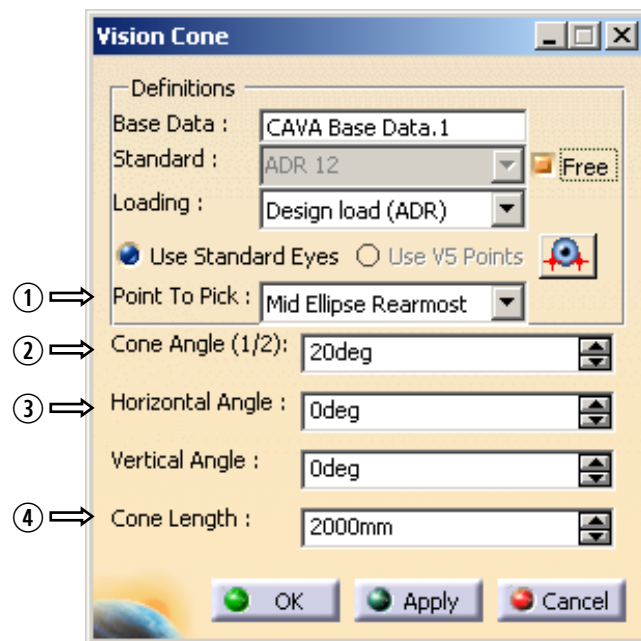 Vision Cone
Definitions
Base Data : CAVA Base Data.1
Standard : ADR 12 Free
Loading : Design load (ADR)
Use Standard Eyes Use V5 Points
① Point To Pick : Mid Ellipse Rearmost
② Cone Angle (1/2): 20deg
③ Horizontal Angle : 0deg
Vertical Angle : 0deg
④ Cone Length : 2000mm
OK Apply Cancel